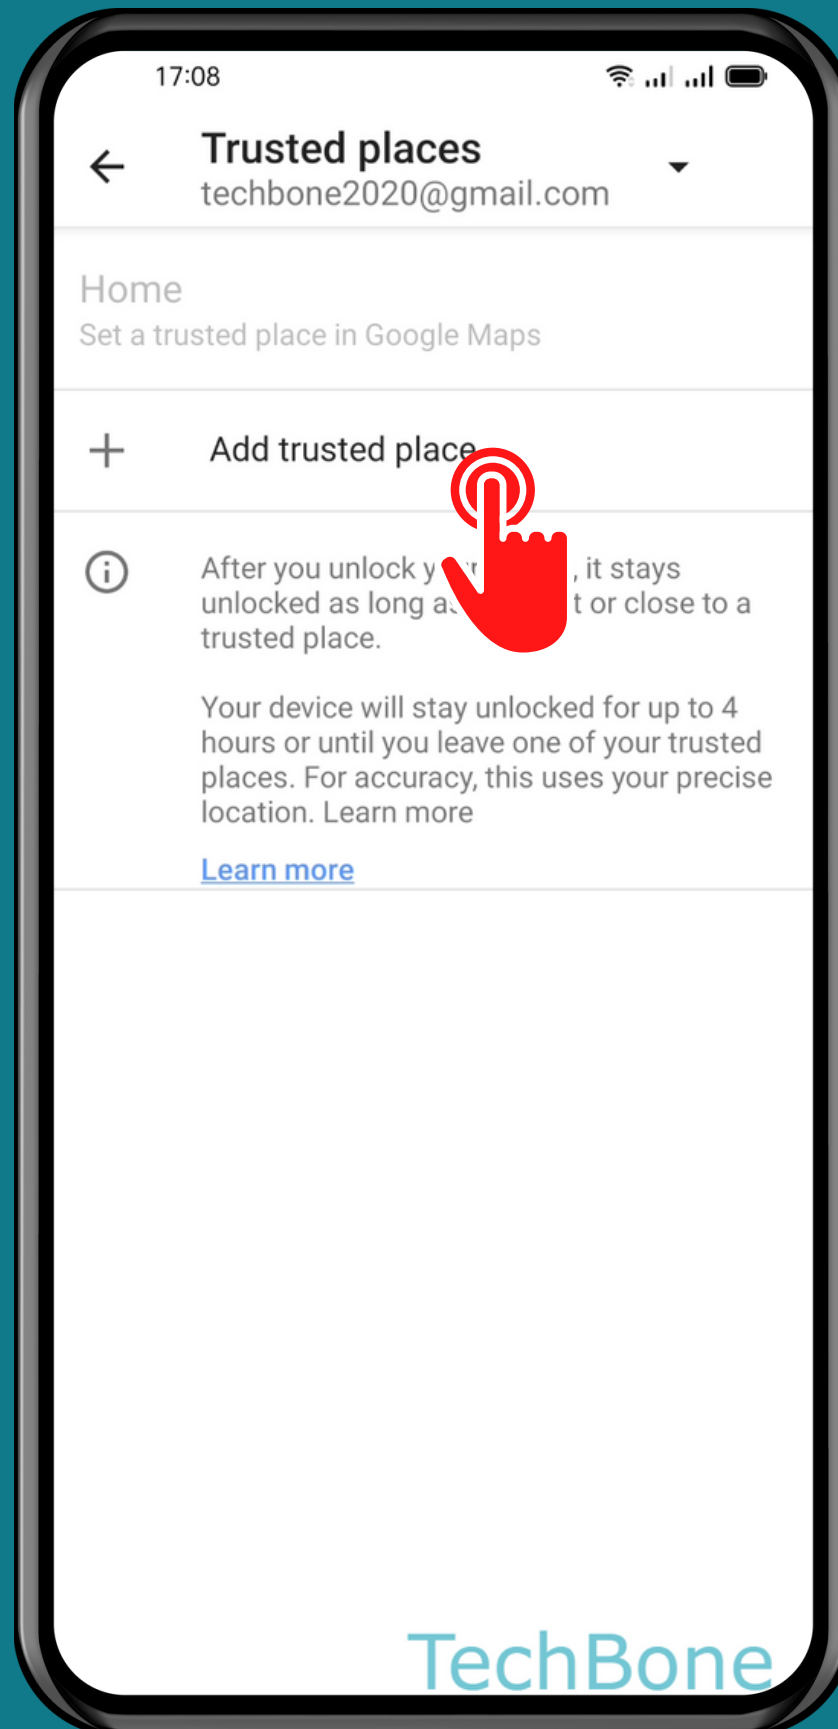 17:08
Trusted places
techbone2020@gmail.com
Home
Set a trusted place in Google Maps
Add trusted place
After you unlock , it stays
unlocked as long or close to a
trusted place.
Your device will stay unlocked for up to 4
hours or until you leave one of your trusted
places. For accuracy, this uses your precise
location. Learn more
Learn more
TechBone